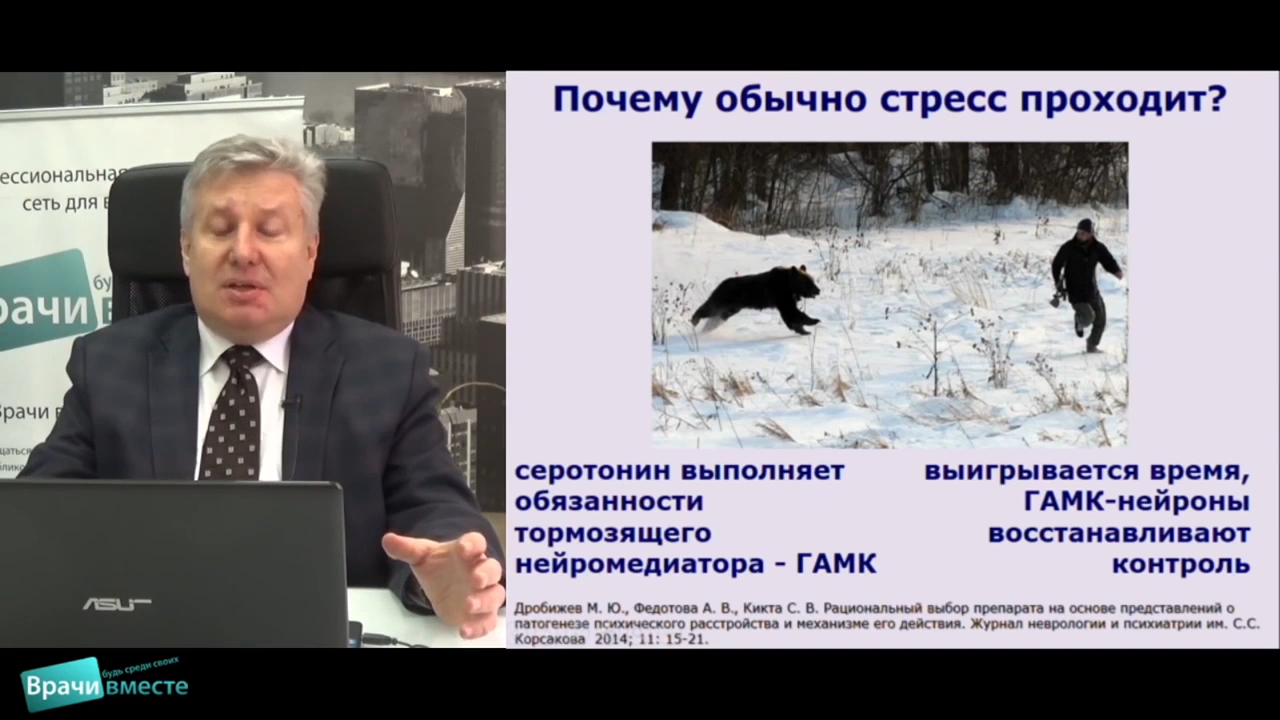 Почему обычно стресс проходит?
серотонин выполняет
обязанности
тормозящего
нейромедиатора - ГАМК
выигрывается время,
ГАМК-нейроны
восстанавливают
контроль
Дробижев М. Ю., Федотова А. В., Кикта С. В. Рациональный выбор препарата на основе представлений о
патогенезе психического расстройства и механизме его действия. Журнал неврологии и психиатрии им. С.С.
Корсакова 2014; 11: 15-21.
ессиональная
сеть для
бу
врачи
Врачи
ASUS
будь среди своих
Врачи вместе